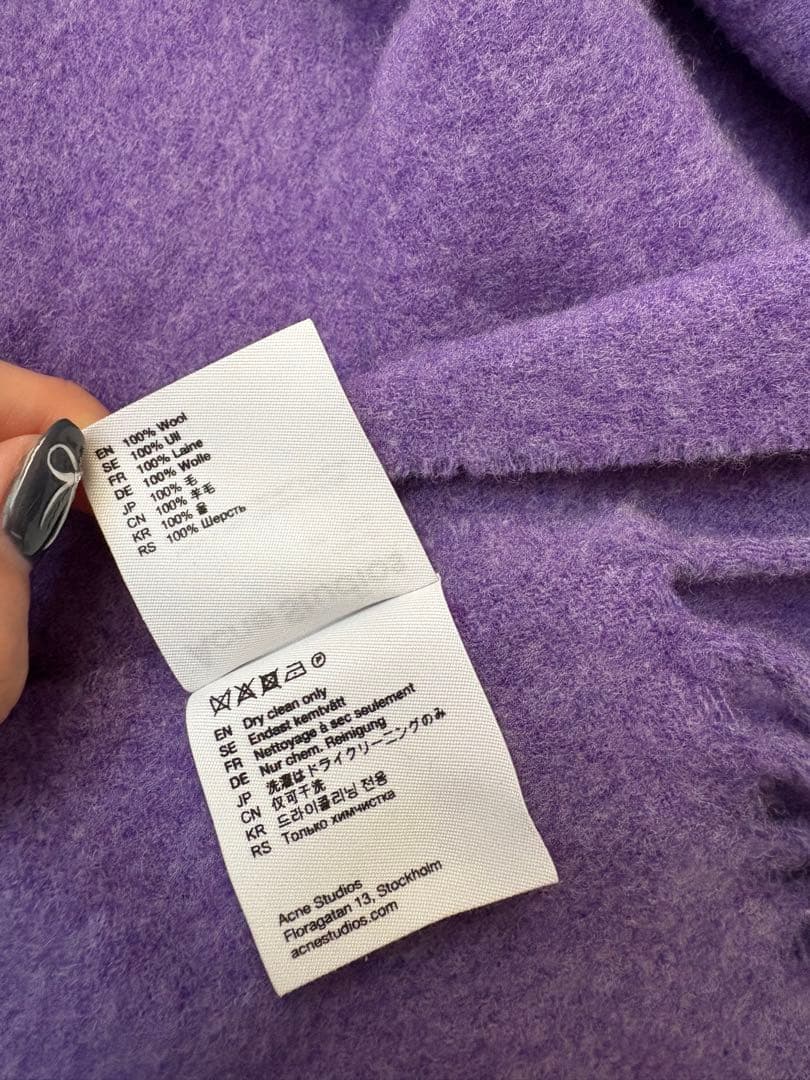 EN 100% Wool
SE 100% Ull
FR 100% Laine
DE 100% Wolle
JP 100% 毛
CN 100% 羊毛
KR 100% 울
RS 100% Шерсть
EN Dry clean only
SE Endast kemtvätt
FR Nettoyage à sec seulement
DE Nur chem. Reinigung
JP 洗濯はドライクリーニングのみ
CN 仅可干洗
KR 드라이클리닝 전용
RS Только химчистка
Acne Studios
Floragatan 13, Stockholm
acnestudios.com